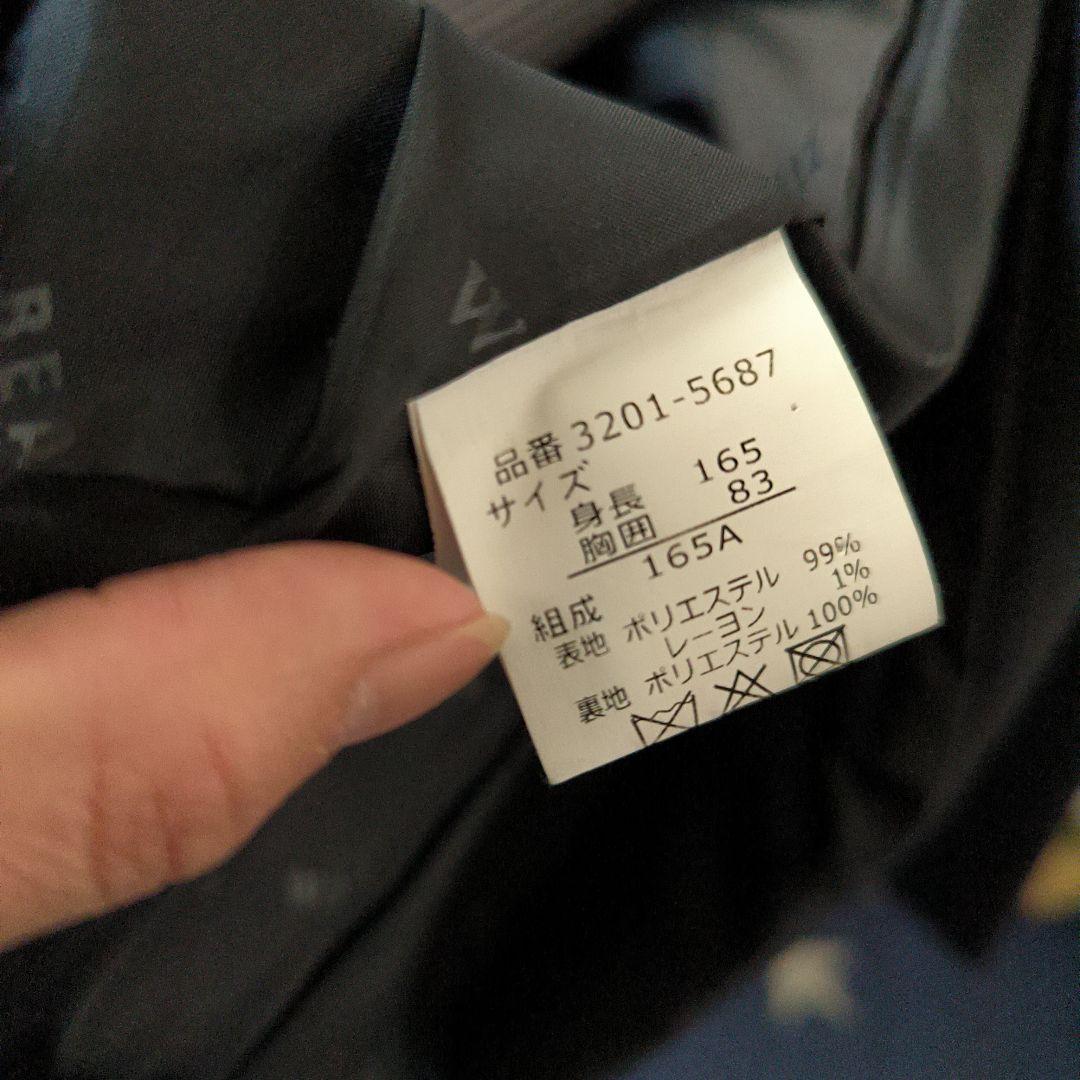 品番 3201-5687
サイズ
身長 165
胸囲 83
165A
組成
表地 ポリエステル 99%
レーヨン 1%
裏地 ポリエステル 100%